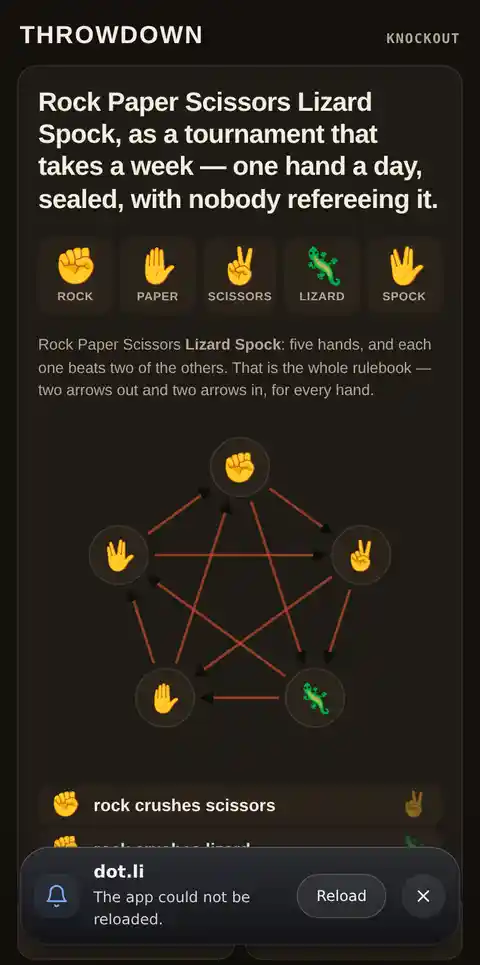 THROWDOWN
KNOCKOUT
Rock Paper Scissors Lizard
Spock, as a tournament that
takes a week — one hand a day,
sealed, with nobody refereeing it.
ROCK
PAPER
SCISSORS
LIZARD
SPOCK
Rock Paper Scissors Lizard Spock: five hands, and each
one beats two of the others. That is the whole rulebook —
two arrows out and two arrows in, for every hand.
rock crushes scissors
rock crushes lizard
dot.li
The app could not be
reloaded.
Reload